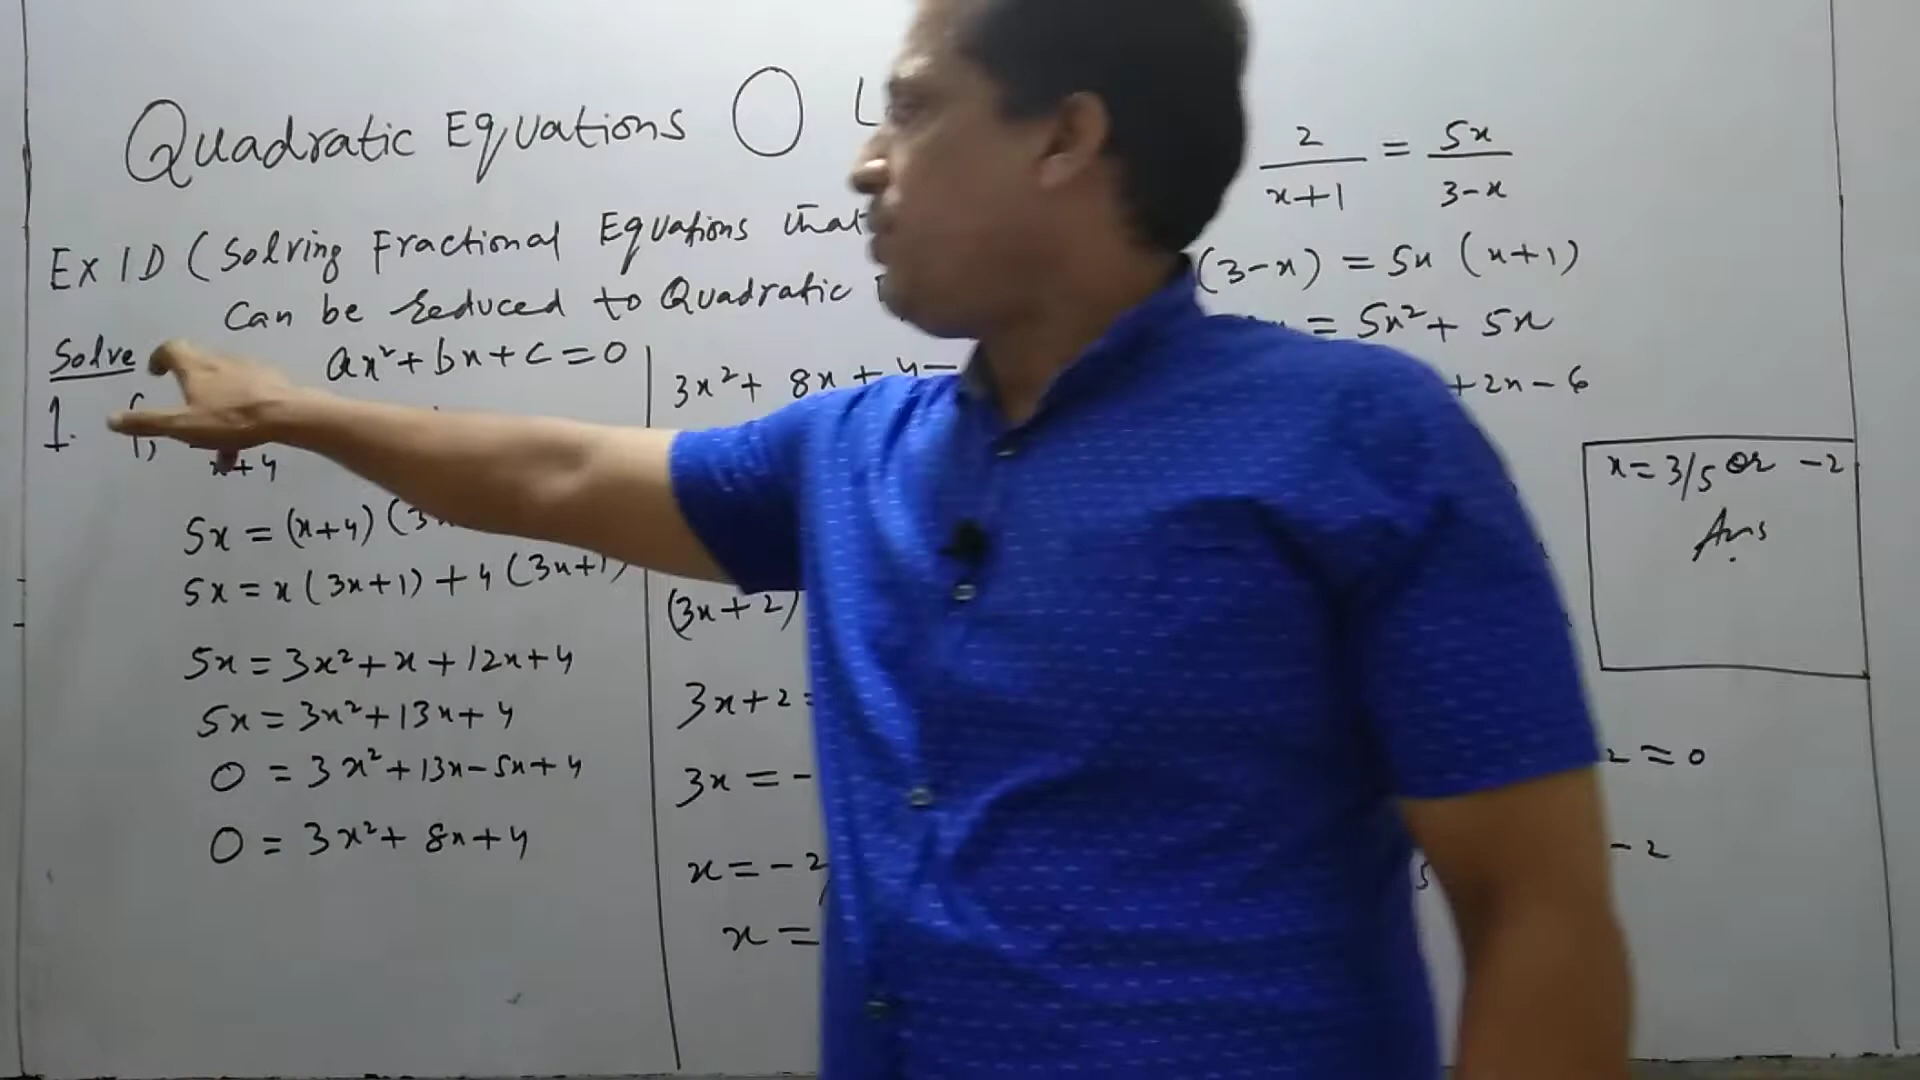 Quadratic Equations O L
Ex 1D (Solving Fractional Equations that
Can be reduced to Quadratic
Solve
ax²+bx+c=0
1.
x+4
5x = (x+4) (3x
5x = x (3x+1) + 4 (3x+1)
5x = 3x² + x + 12x + 4
5x = 3x² + 13x + 4
0 = 3x² + 13x - 5x + 4
0 = 3x² + 8x + 4
3x² + 8x + 4 =
(3x+2)
3x+2 =
3x = -
x = -2
x =
2/(x+1) = 5x/(3-x)
(3-x) = 5x (x+1)
= 5x² + 5x
+2x - 6
x = 3/5 or -2
Ans
2 = 0
5
-2